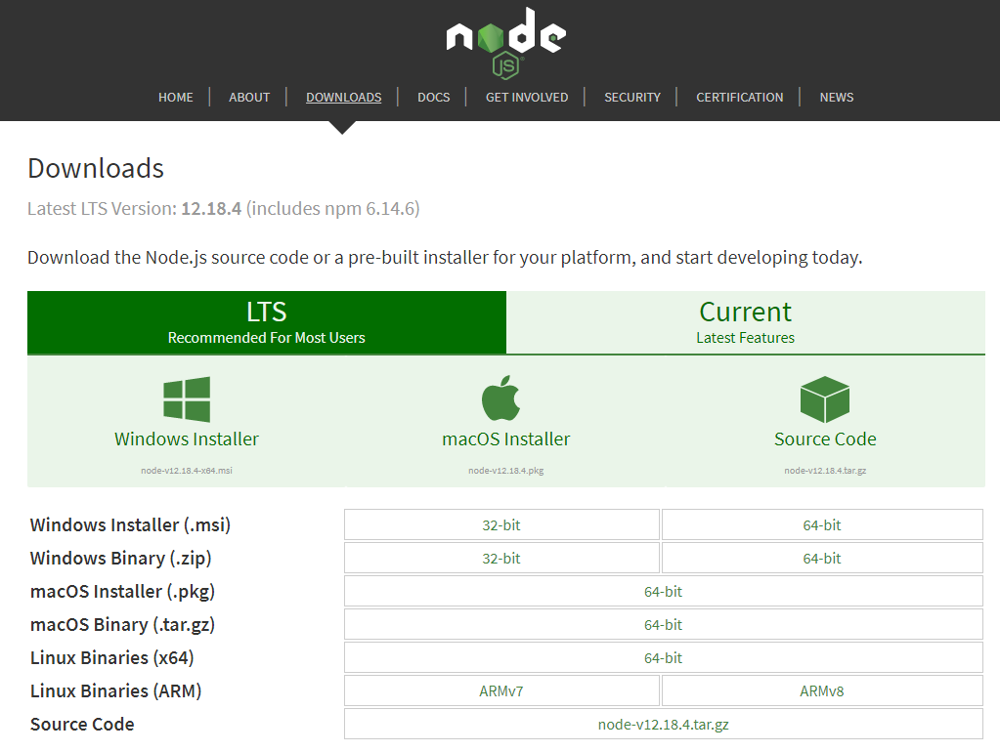 node
JS
HOME ABOUT DOWNLOADS DOCS GET INVOLVED SECURITY CERTIFICATION NEWS
Downloads
Latest LTS Version: 12.18.4 (includes npm 6.14.6)
Download the Node.js source code or a pre-built installer for your platform, and start developing today.
LTS Current
Recommended For Most Users Latest Features
Windows Installer macOS Installer Source Code
node-v12.18.4-x64.msi node-v12.18.4.pkg node-v12.18.4.tar.gz
Windows Installer (.msi) 32-bit 64-bit
Windows Binary (.zip) 32-bit 64-bit
macOS Installer (.pkg) 64-bit
macOS Binary (.tar.gz) 64-bit
Linux Binaries (x64) 64-bit
Linux Binaries (ARM) ARMv7 ARMv8
Source Code node-v12.18.4.tar.gz